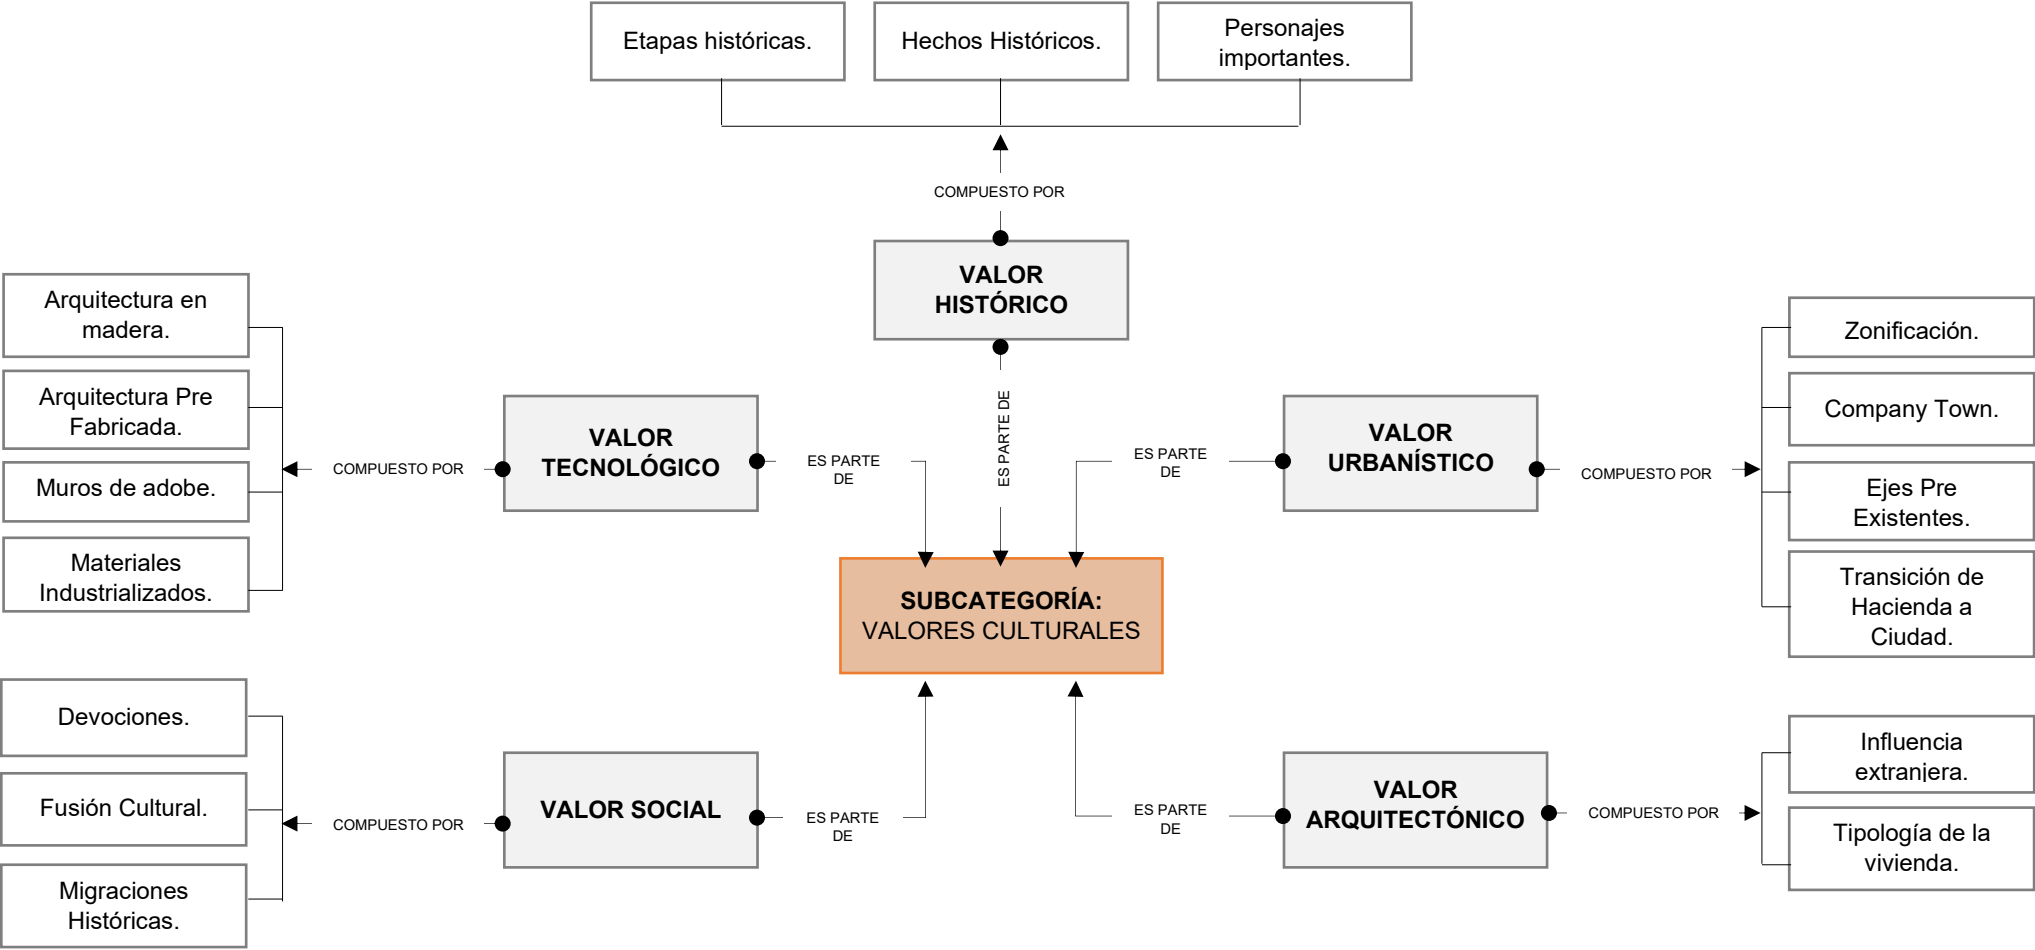 Etapas históricas.
Hechos Históricos.
Personajes
importantes.
COMPUESTO POR
VALOR
HISTÓRICO
ES PARTE DE
Arquitectura en
madera.
Arquitectura Pre
Fabricada.
Muros de adobe.
Materiales
Industrializados.
COMPUESTO POR
VALOR
TECNOLÓGICO
ES PARTE
DE
ES PARTE
DE
VALOR
URBANÍSTICO
COMPUESTO POR
Zonificación.
Company Town.
Ejes Pre
Existentes.
Transición de
Hacienda a
Ciudad.
SUBCATEGORÍA:
VALORES CULTURALES
Devociones.
Fusión Cultural.
Migraciones
Históricas.
COMPUESTO POR
VALOR SOCIAL
ES PARTE
DE
ES PARTE
DE
VALOR
ARQUITECTÓNICO
COMPUESTO POR
Influencia
extranjera.
Tipología de la
vivienda.